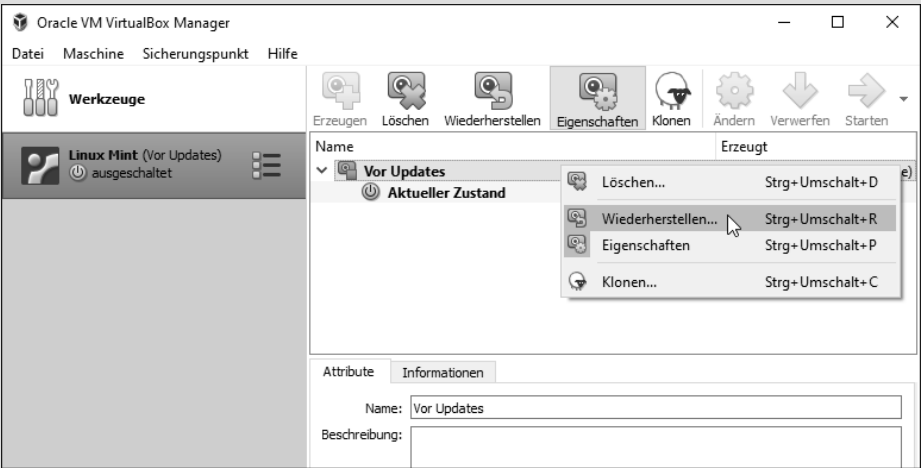 Oracle VM VirtualBox Manager
Datei Maschine Sicherungspunkt Hilfe
Werkzeuge
Erzeugen Löschen Wiederherstellen Eigenschaften Klonen Ändern Verwerfen Starten
Linux Mint (Vor Updates)
ausgeschaltet
Name Erzeugt
Vor Updates e)
Aktueller Zustand
Löschen... Strg+Umschalt+D
Wiederherstellen... Strg+Umschalt+R
Eigenschaften Strg+Umschalt+P
Klonen... Strg+Umschalt+C
Attribute Informationen
Name: Vor Updates
Beschreibung: